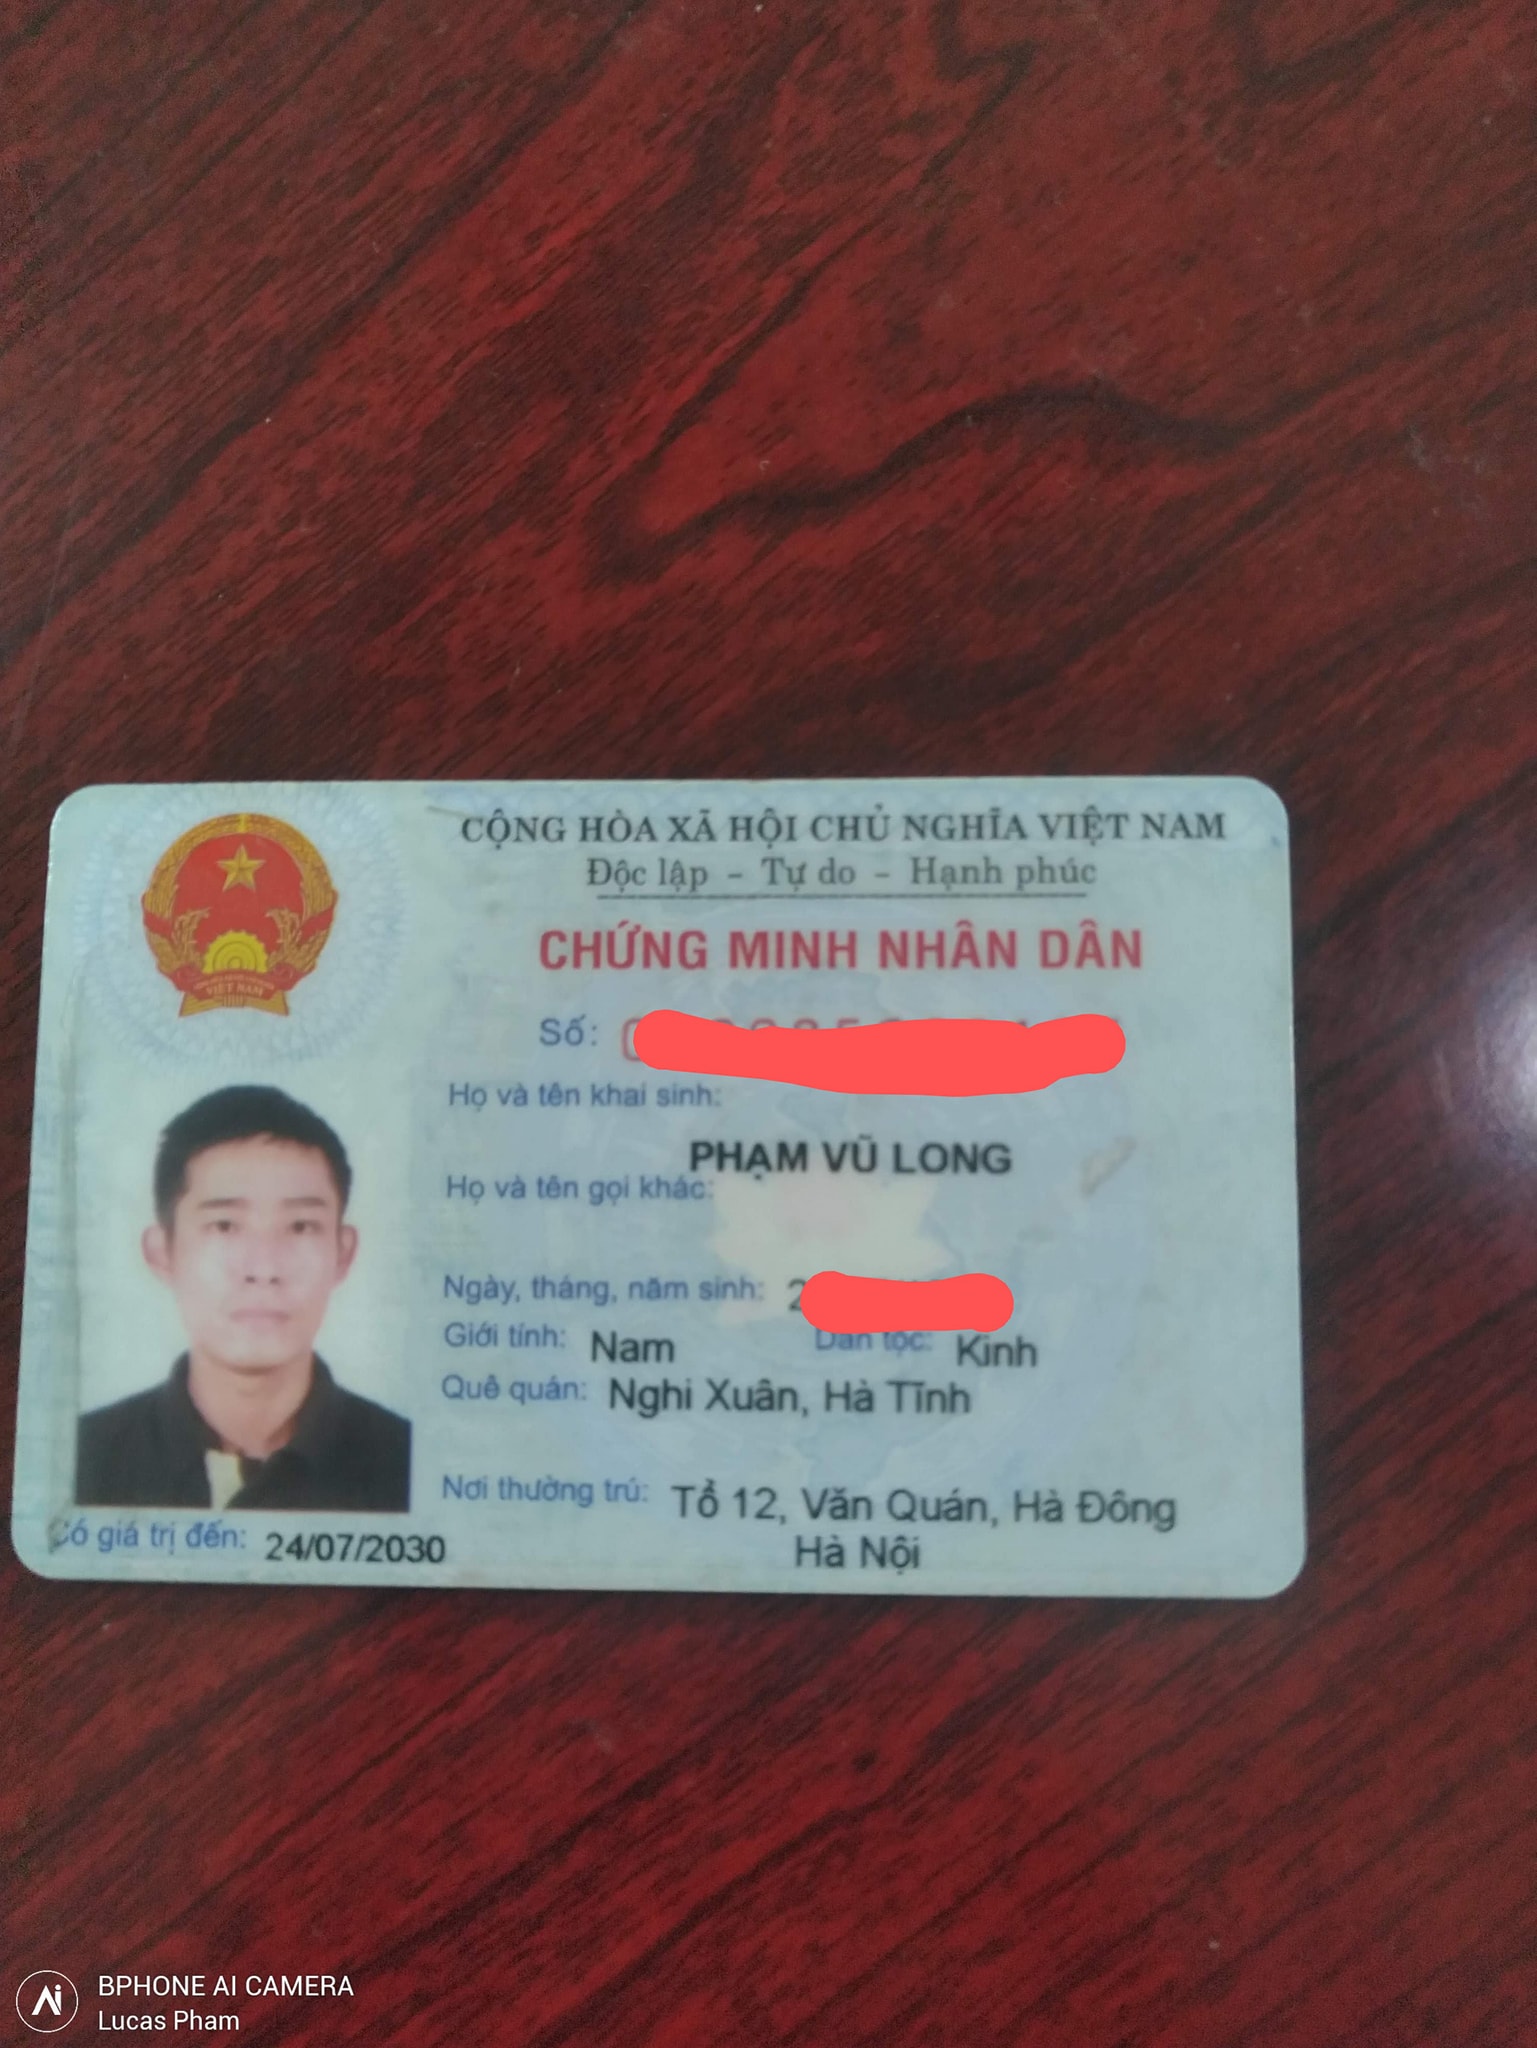 CỘNG HÒA XÃ HỘI CHỦ NGHĨA VIỆT NAM
Độc lập - Tự do - Hạnh phúc
CHỨNG MINH NHÂN DÂN
Số:
Họ và tên khai sinh:
PHẠM VŨ LONG
Họ và tên gọi khác:
Ngày, tháng, năm sinh: 2
Giới tính: Nam Dân tộc: Kinh
Quê quán: Nghi Xuân, Hà Tĩnh
Nơi thường trú: Tổ 12, Văn Quán, Hà Đông
Hà Nội
Có giá trị đến: 24/07/2030
VIỆT NAM
BPHONE AI CAMERA
Lucas Pham